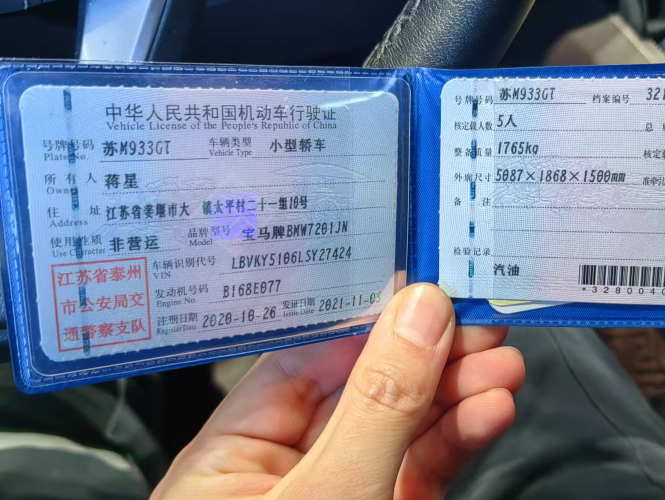 中华人民共和国机动车行驶证
Vehicle License of the People's Republic of China
号牌号码 苏M933GT 车辆类型 小型轿车
Plate No. Vehicle Type
所有人 蒋星
Owner
住址 江苏省姜堰市大 镇太平村二十一组10号
Address
使用性质 非营运 品牌型号 宝马牌BMW7201JN
Use Character Model
江苏省泰州
市公安局交
通警察支队
车辆识别代号 LBVKY5106LSY27424
VIN
发动机号码 B168E077
Engine No.
注册日期 2020-10-26 发证日期 2021-11-03
Register Date Issue Date
号牌号码 苏M933GT 档案编号 321
核定载人数 5人 总
整备质量 1765kg 核定
外廓尺寸 5087×1868×1500mm 准牵
备注
检验记录
汽油
*3280040